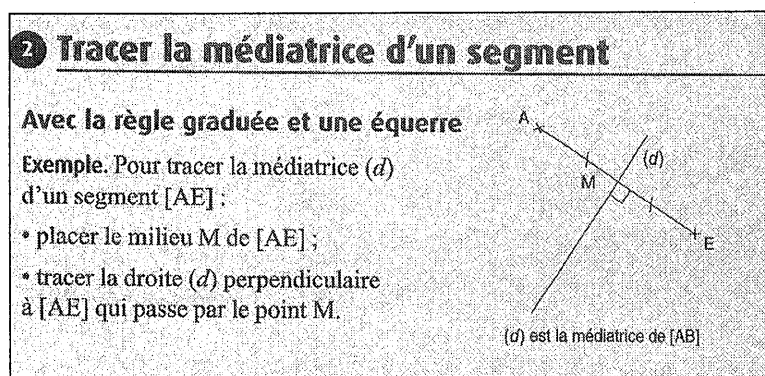 2 Tracer la médiatrice d'un segment
Avec la règle graduée et une équerre
Exemple. Pour tracer la médiatrice (d)
d'un segment [AE] :
• placer le milieu M de [AE] ;
• tracer la droite (d) perpendiculaire
à [AE] qui passe par le point M.
A
(d)
M
E
(d) est la médiatrice de [AB]